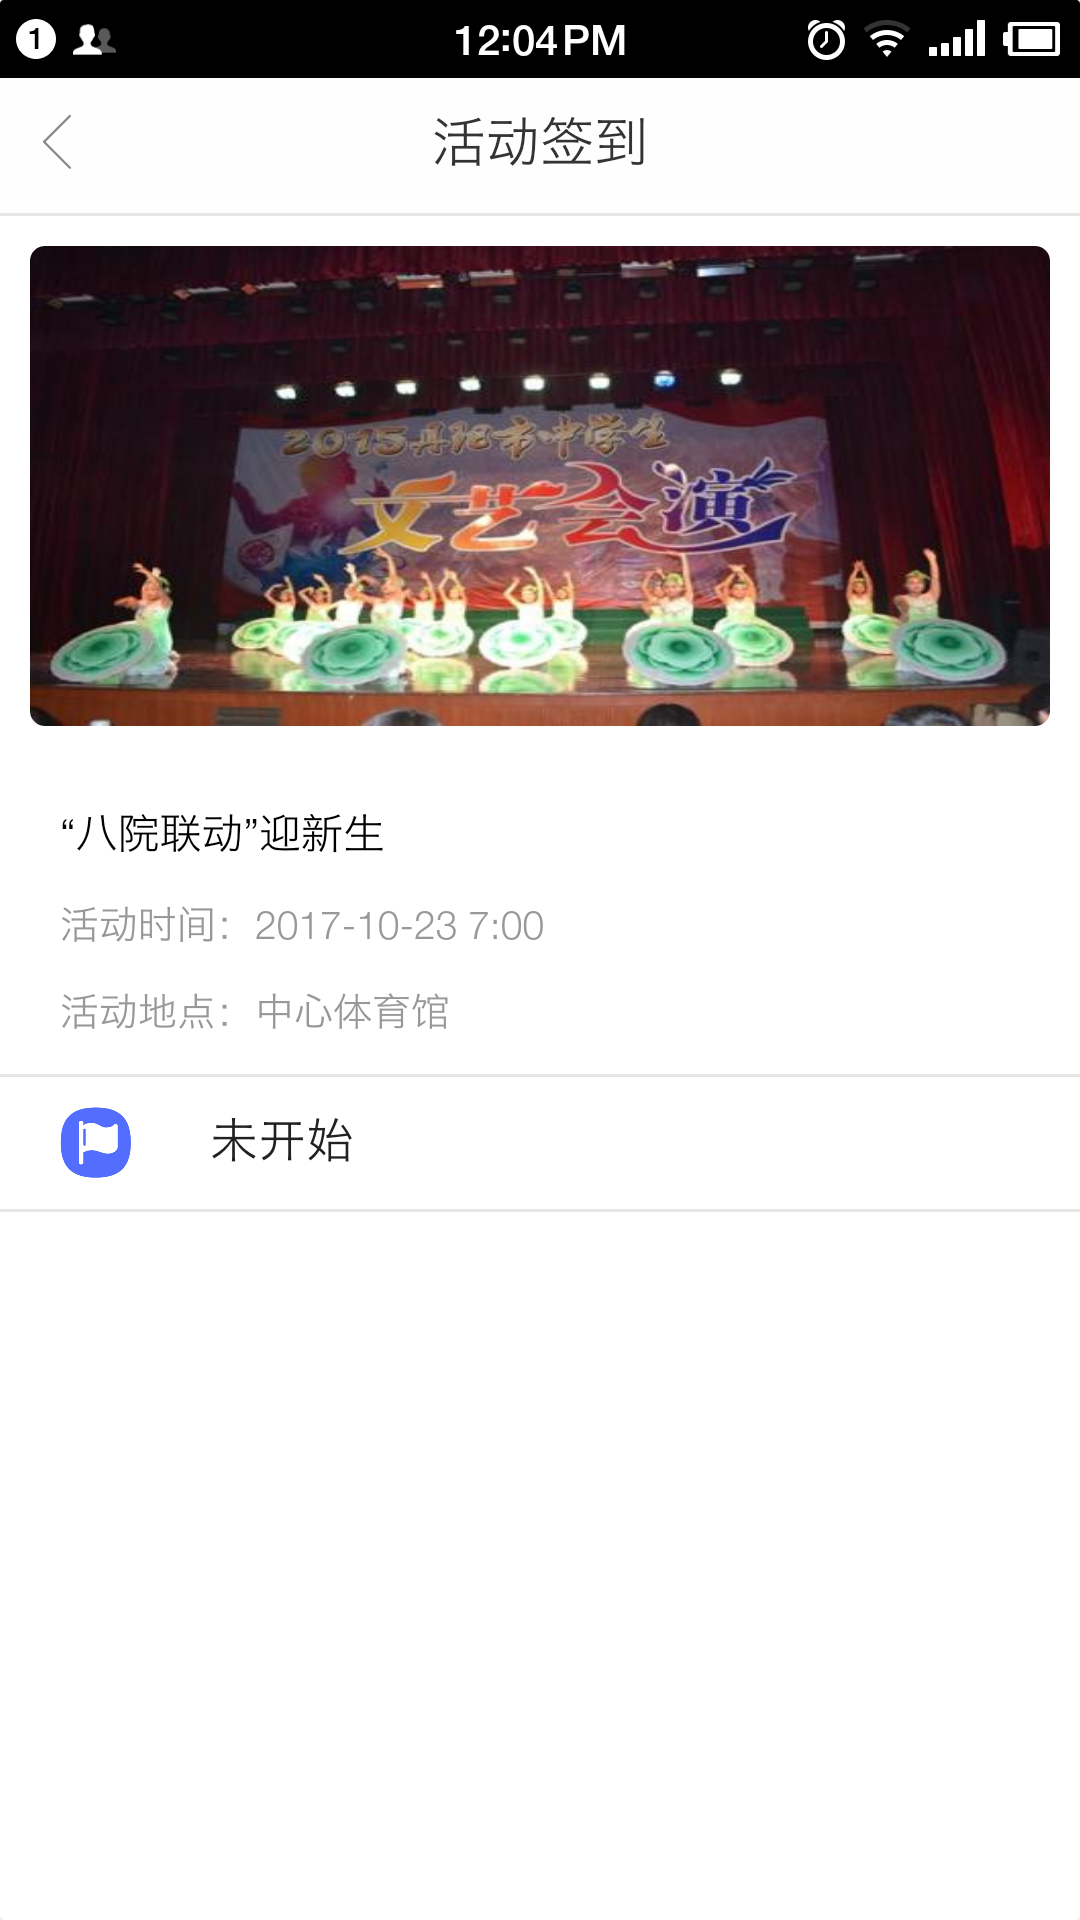 1
12:04PM
活动签到
2015丹阳市中学生
文艺会演
“八院联动”迎新生
活动时间：2017-10-23 7:00
活动地点：中心体育馆
未开始